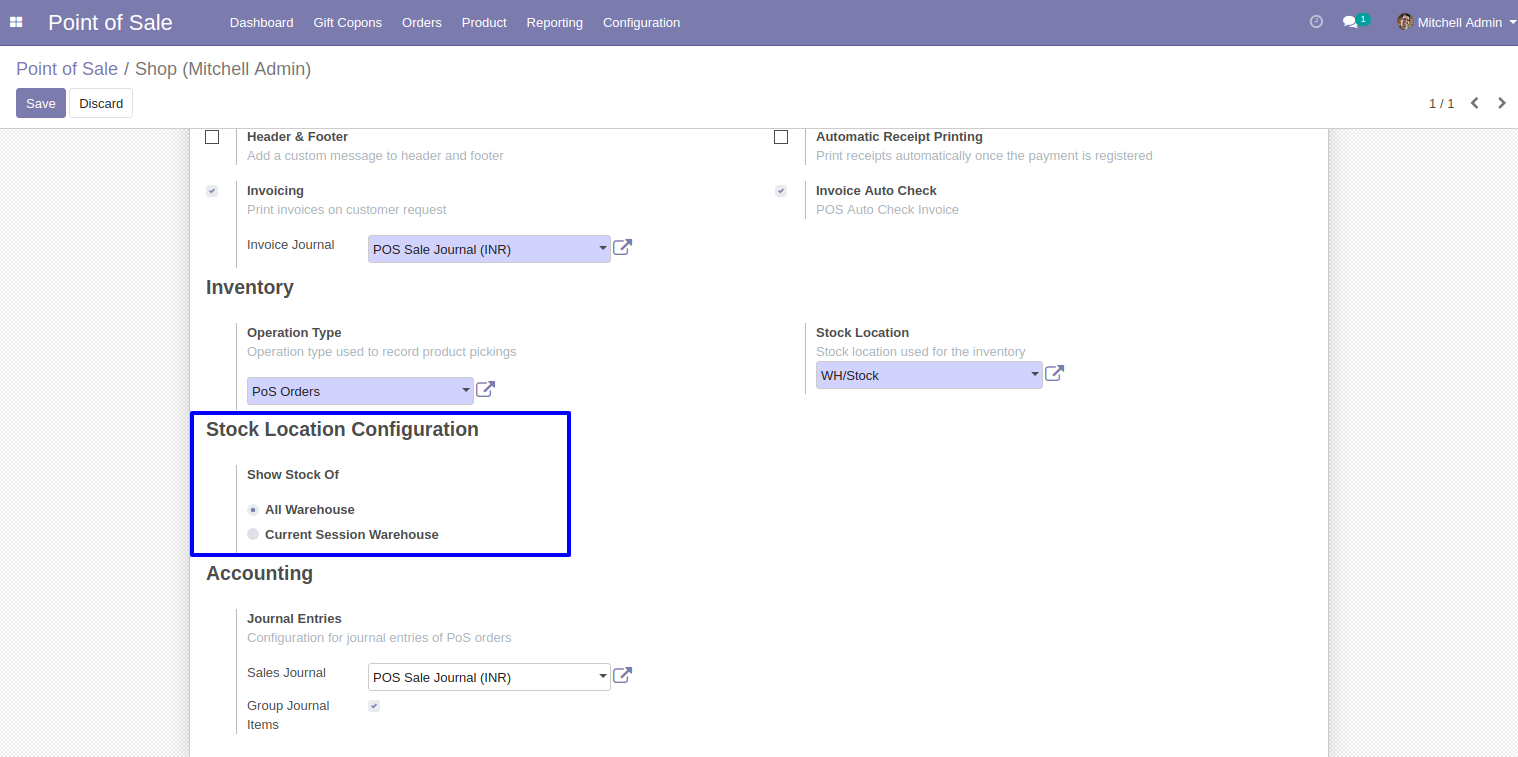 Point of Sale Dashboard Gift Copons Orders Product Reporting Configuration 1 Mitchell Admin
Point of Sale / Shop (Mitchell Admin)
Save Discard 1 / 1
Header & Footer
Add a custom message to header and footer
Automatic Receipt Printing
Print receipts automatically once the payment is registered
Invoicing
Print invoices on customer request
Invoice Journal POS Sale Journal (INR)
Invoice Auto Check
POS Auto Check Invoice
Inventory
Operation Type
Operation type used to record product pickings
PoS Orders
Stock Location
Stock location used for the inventory
WH/Stock
Stock Location Configuration
Show Stock Of
All Warehouse
Current Session Warehouse
Accounting
Journal Entries
Configuration for journal entries of PoS orders
Sales Journal POS Sale Journal (INR)
Group Journal
Items